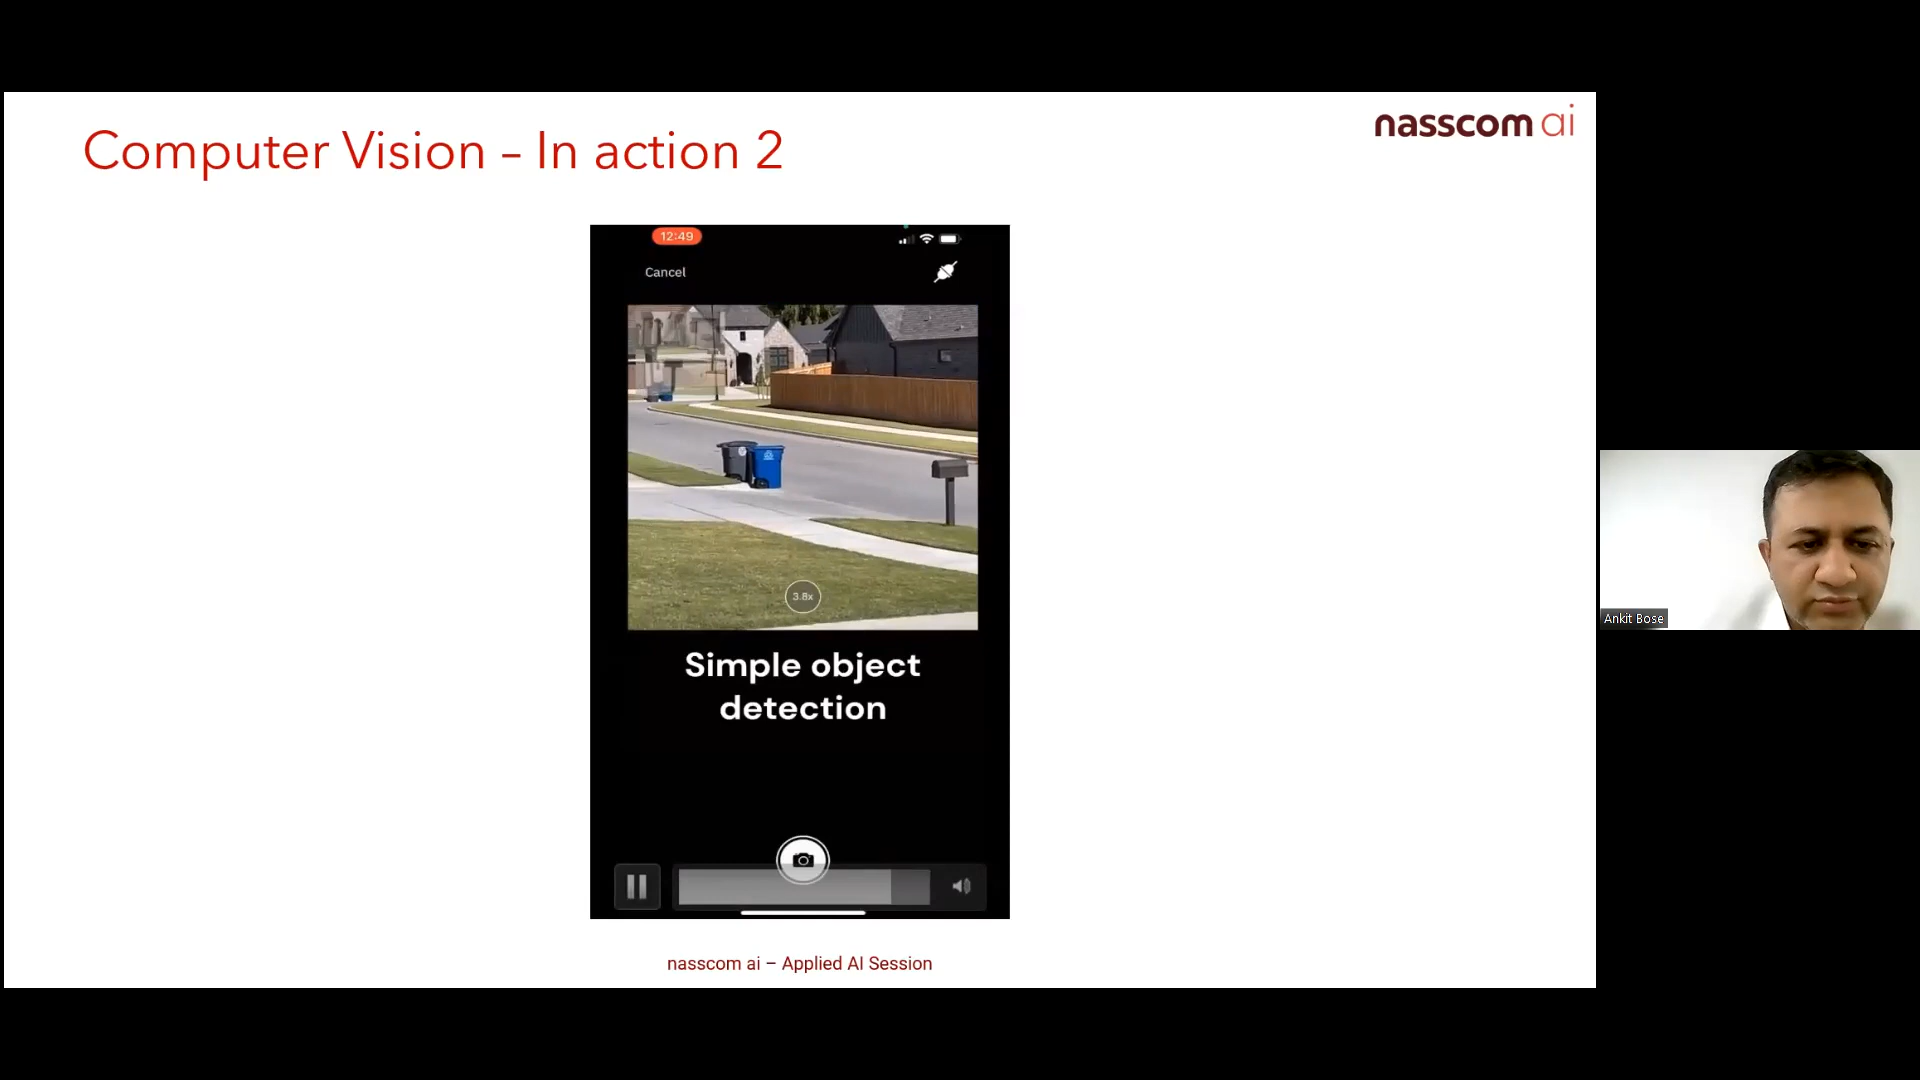 Computer Vision – In action 2
nasscom ai
12:49
Cancel
3.8x
Simple object
detection
nasscom ai – Applied AI Session
Ankit Bose